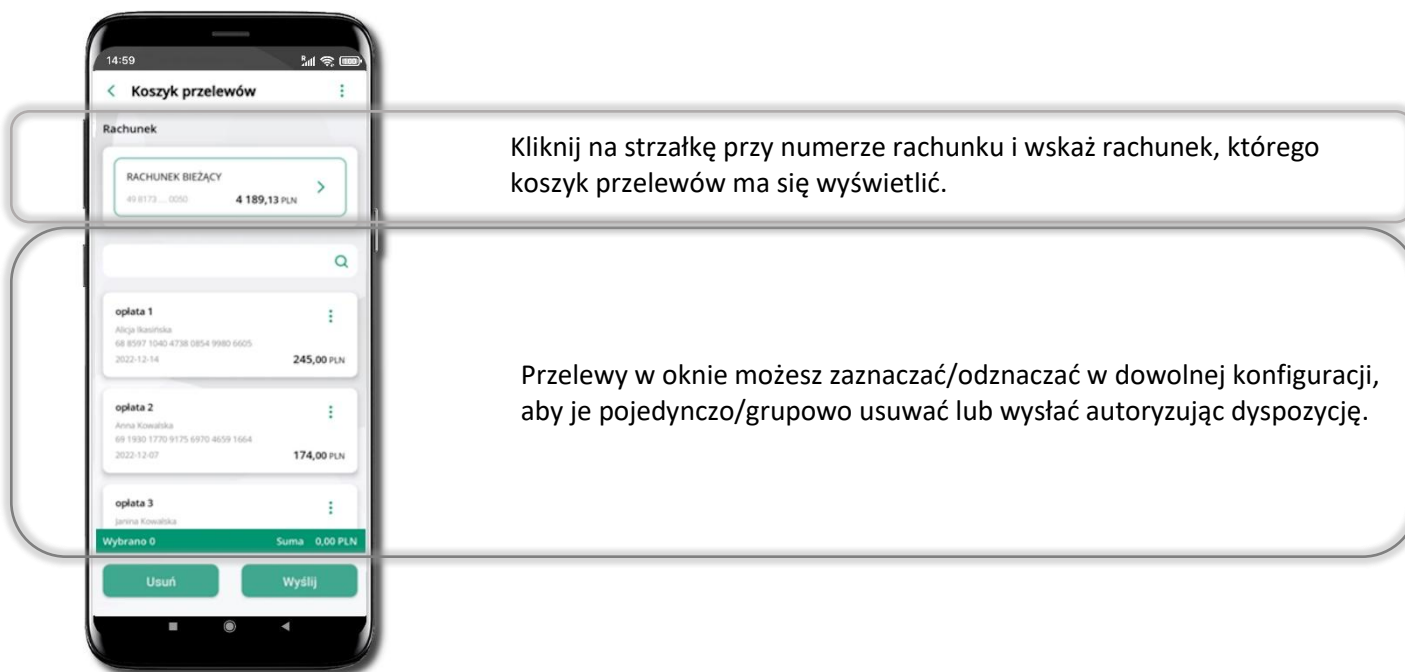 14:59
Koszyk przelewów
Rachunek
RACHUNEK BIEŻĄCY
49 8173 ... 0050 4 189,13 PLN
Kliknij na strzałkę przy numerze rachunku i wskaż rachunek, którego
koszyk przelewów ma się wyświetlić.
opłata 1
Alicja Ikasińska
68 8597 1040 4738 0854 9980 6605
2022-12-14 245,00 PLN
opłata 2
Anna Kowalska
69 1930 1770 9175 6970 4659 1664
2022-12-07 174,00 PLN
opłata 3
Janina Kowalska
Przelewy w oknie możesz zaznaczać/odznaczać w dowolnej konfiguracji,
aby je pojedynczo/grupowo usuwać lub wysłać autoryzując dyspozycję.
Wybrano 0 Suma 0,00 PLN
Usuń Wyślij